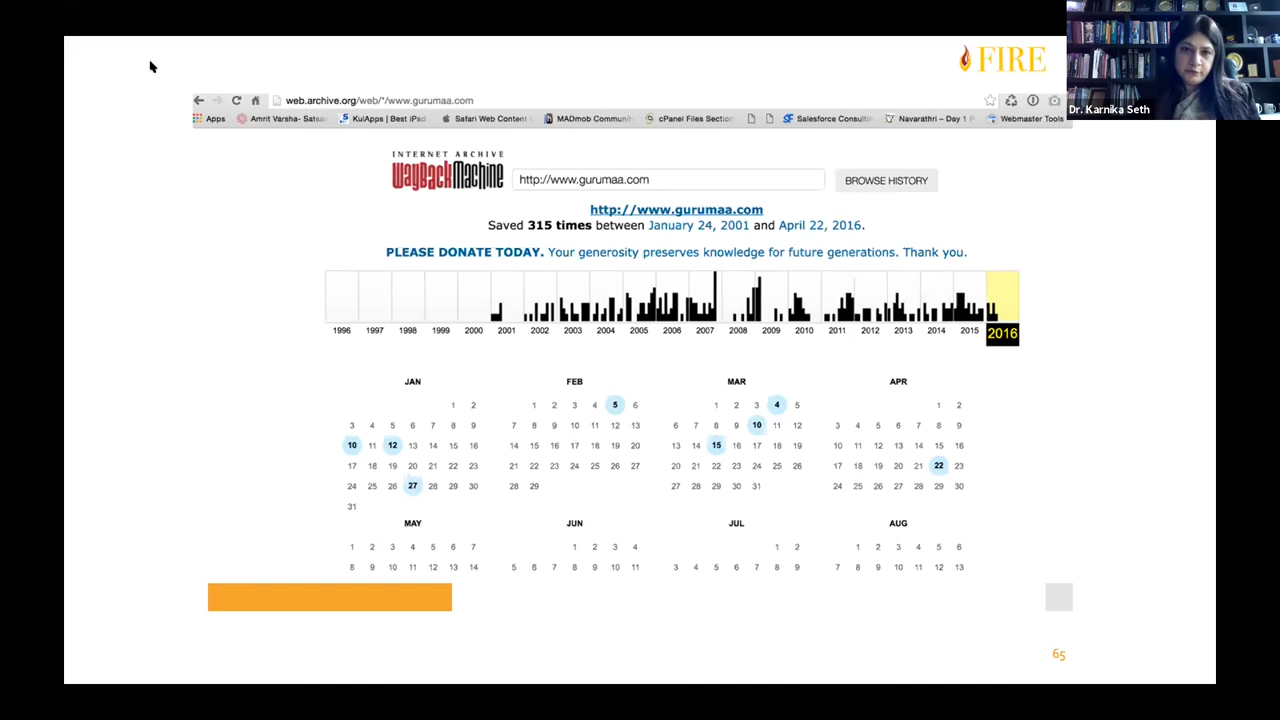 FIRE
Dr. Karnika Seth
web.archive.org/web/*/www.gurumaa.com
Apps Amrit Varsha- Satsa KulApps | Best iPad Safari Web Content MADmob Communi cPanel Files Section Salesforce Consulti Navarathri – Day 1 Webmaster Tools
INTERNET ARCHIVE
WayBackMachine http://www.gurumaa.com BROWSE HISTORY
http://www.gurumaa.com
Saved 315 times between January 24, 2001 and April 22, 2016.
PLEASE DONATE TODAY. Your generosity preserves knowledge for future generations. Thank you.
1996 1997 1998 1999 2000 2001 2002 2003 2004 2005 2006 2007 2008 2009 2010 2011 2012 2013 2014 2015 2016
JAN FEB MAR APR
1 2 1 2 3 4 5 6 1 2 3 4 5 1 2
3 4 5 6 7 8 9 7 8 9 10 11 12 13 6 7 8 9 10 11 12 3 4 5 6 7 8 9
10 11 12 13 14 15 16 14 15 16 17 18 19 20 13 14 15 16 17 18 19 10 11 12 13 14 15 16
17 18 19 20 21 22 23 21 22 23 24 25 26 27 20 21 22 23 24 25 26 17 18 19 20 21 22 23
24 25 26 27 28 29 30 28 29 27 28 29 30 31 24 25 26 27 28 29 30
31
MAY JUN JUL AUG
1 2 3 4 5 6 7 1 2 3 4 1 2 1 2 3 4 5 6
8 9 10 11 12 13 14 5 6 7 8 9 10 11 3 4 5 6 7 8 9 7 8 9 10 11 12 13
65